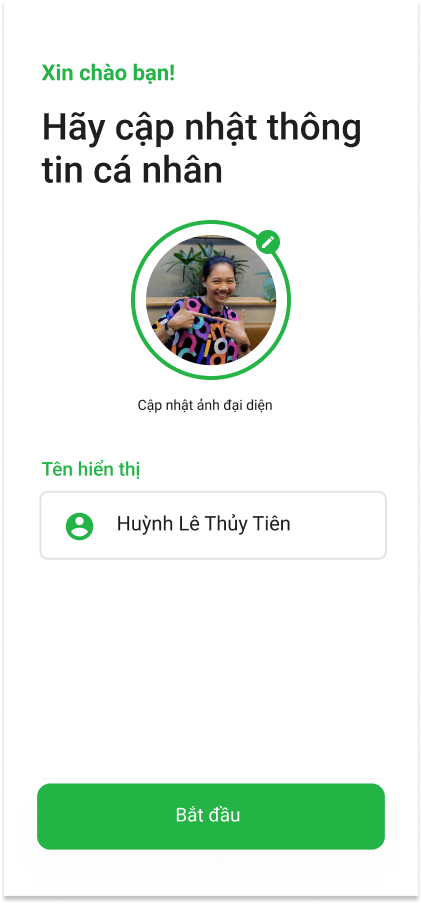 Xin chào bạn!
Hãy cập nhật thông
tin cá nhân
Cập nhật ảnh đại diện
Tên hiển thị
Huỳnh Lê Thủy Tiên
Bắt đầu